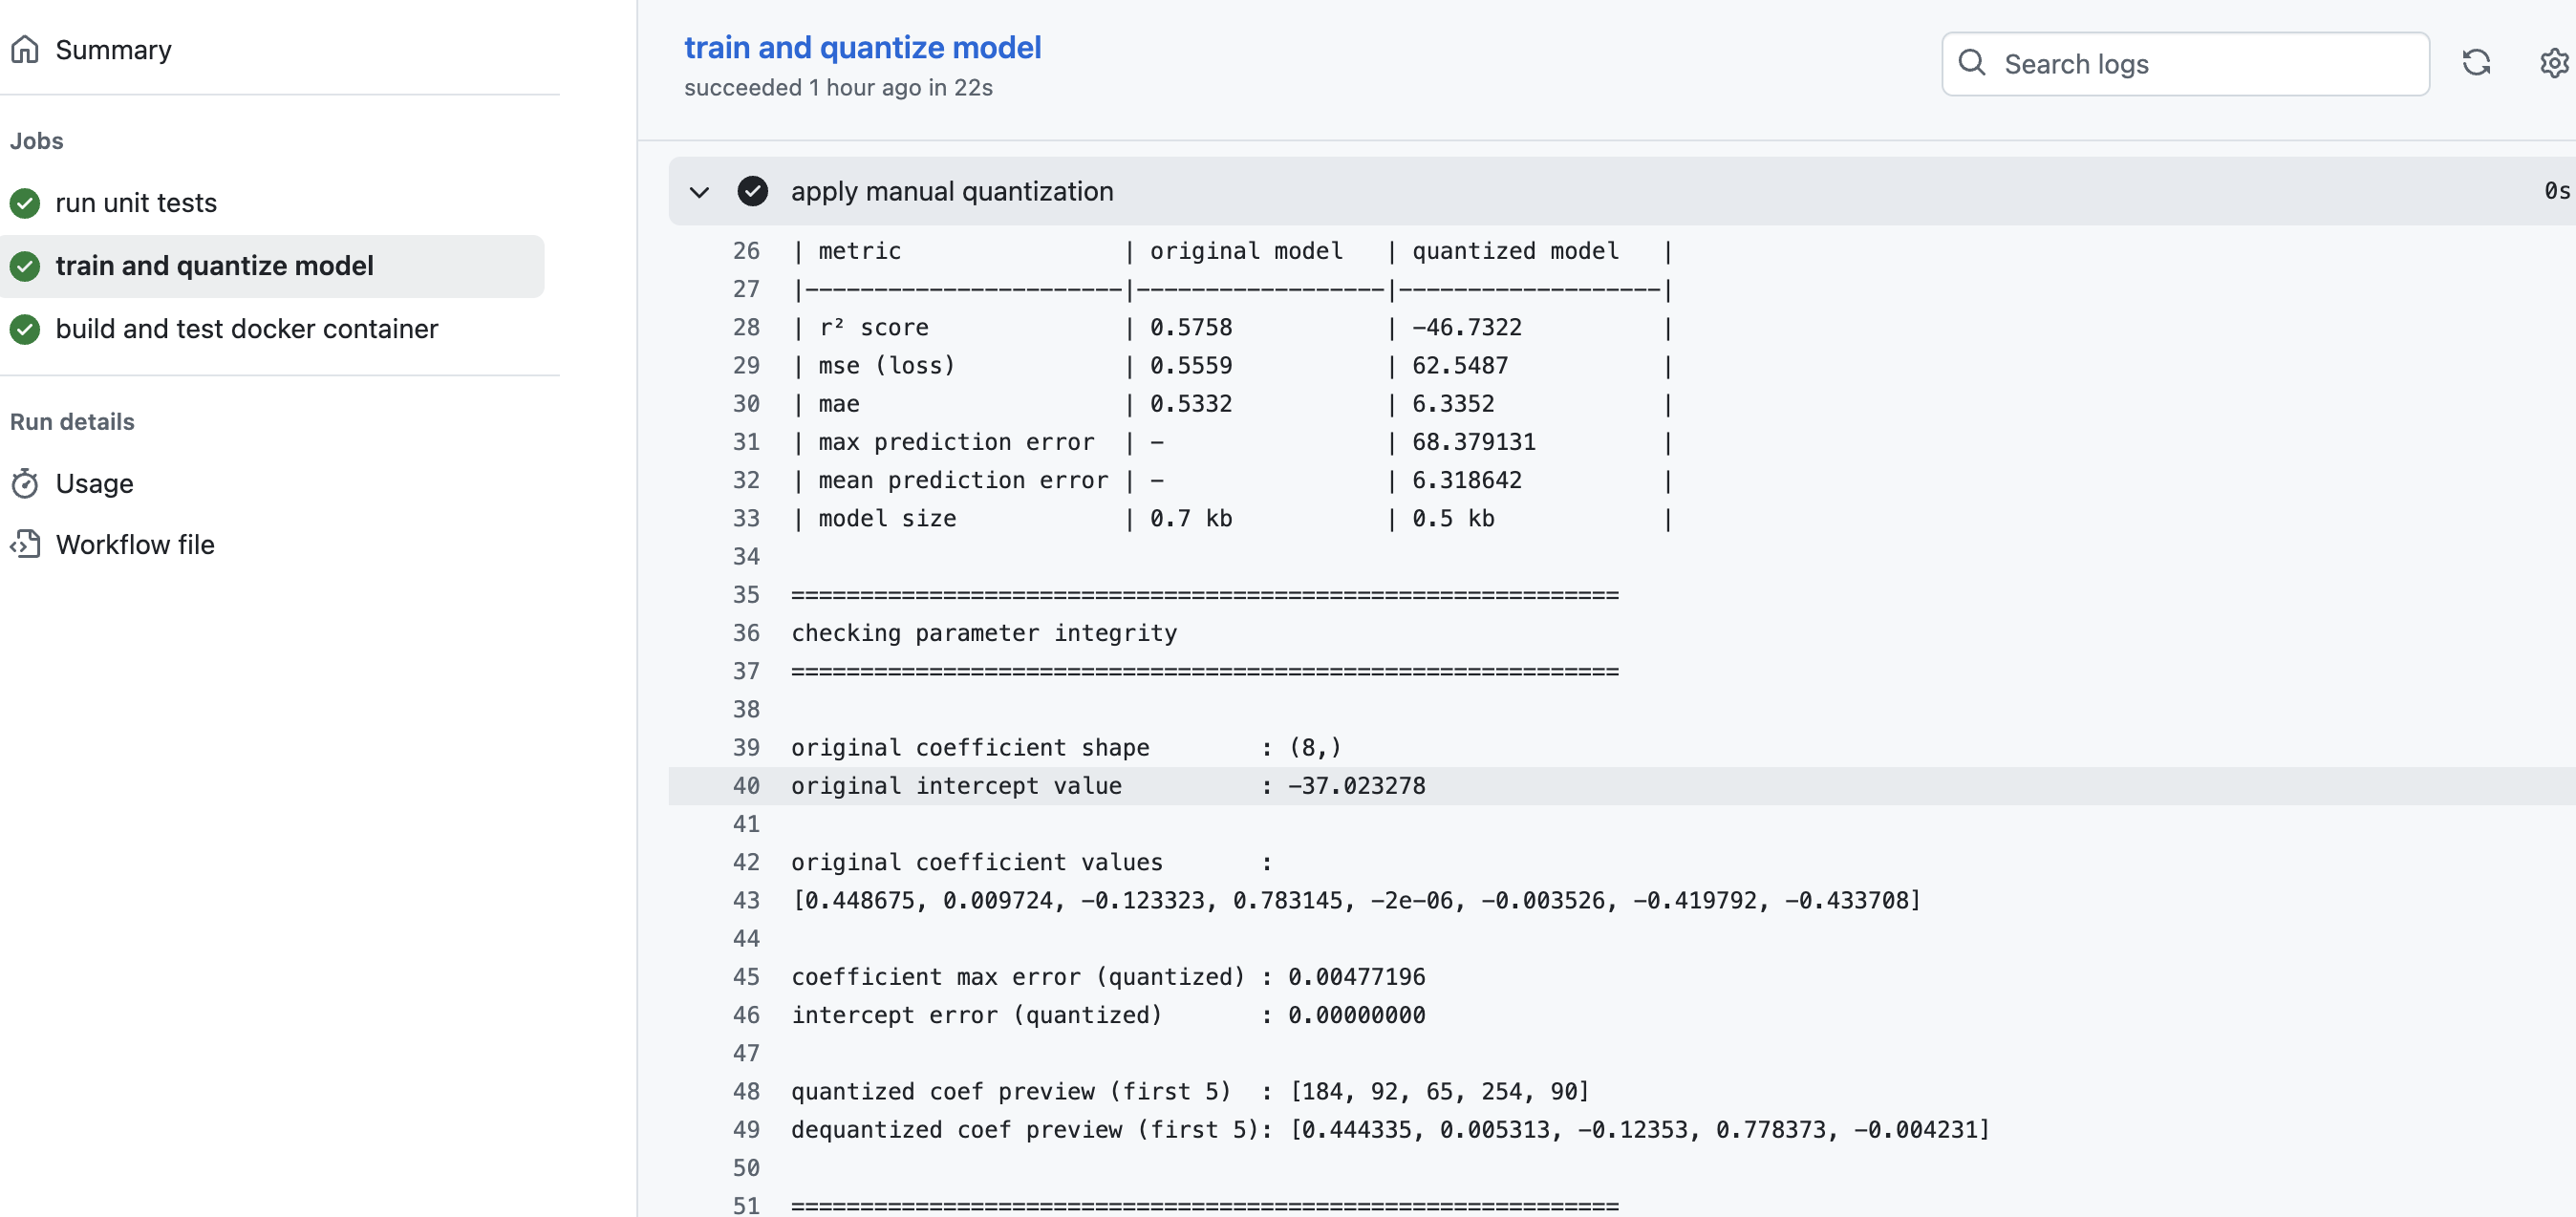 Summary
Jobs
run unit tests
train and quantize model
build and test docker container
Run details
Usage
Workflow file
train and quantize model
succeeded 1 hour ago in 22s
Search logs
apply manual quantization 0s
26 | metric | original model | quantized model |
27 |-----------------------|------------------|-------------------|
28 | r² score | 0.5758 | -46.7322 |
29 | mse (loss) | 0.5559 | 62.5487 |
30 | mae | 0.5332 | 6.3352 |
31 | max prediction error | - | 68.379131 |
32 | mean prediction error | - | 6.318642 |
33 | model size | 0.7 kb | 0.5 kb |
34
35 ============================================================
36 checking parameter integrity
37 ============================================================
38
39 original coefficient shape : (8,)
40 original intercept value : -37.023278
41
42 original coefficient values :
43 [0.448675, 0.009724, -0.123323, 0.783145, -2e-06, -0.003526, -0.419792, -0.433708]
44
45 coefficient max error (quantized) : 0.00477196
46 intercept error (quantized) : 0.00000000
47
48 quantized coef preview (first 5) : [184, 92, 65, 254, 90]
49 dequantized coef preview (first 5): [0.444335, 0.005313, -0.12353, 0.778373, -0.004231]
50
51 ============================================================